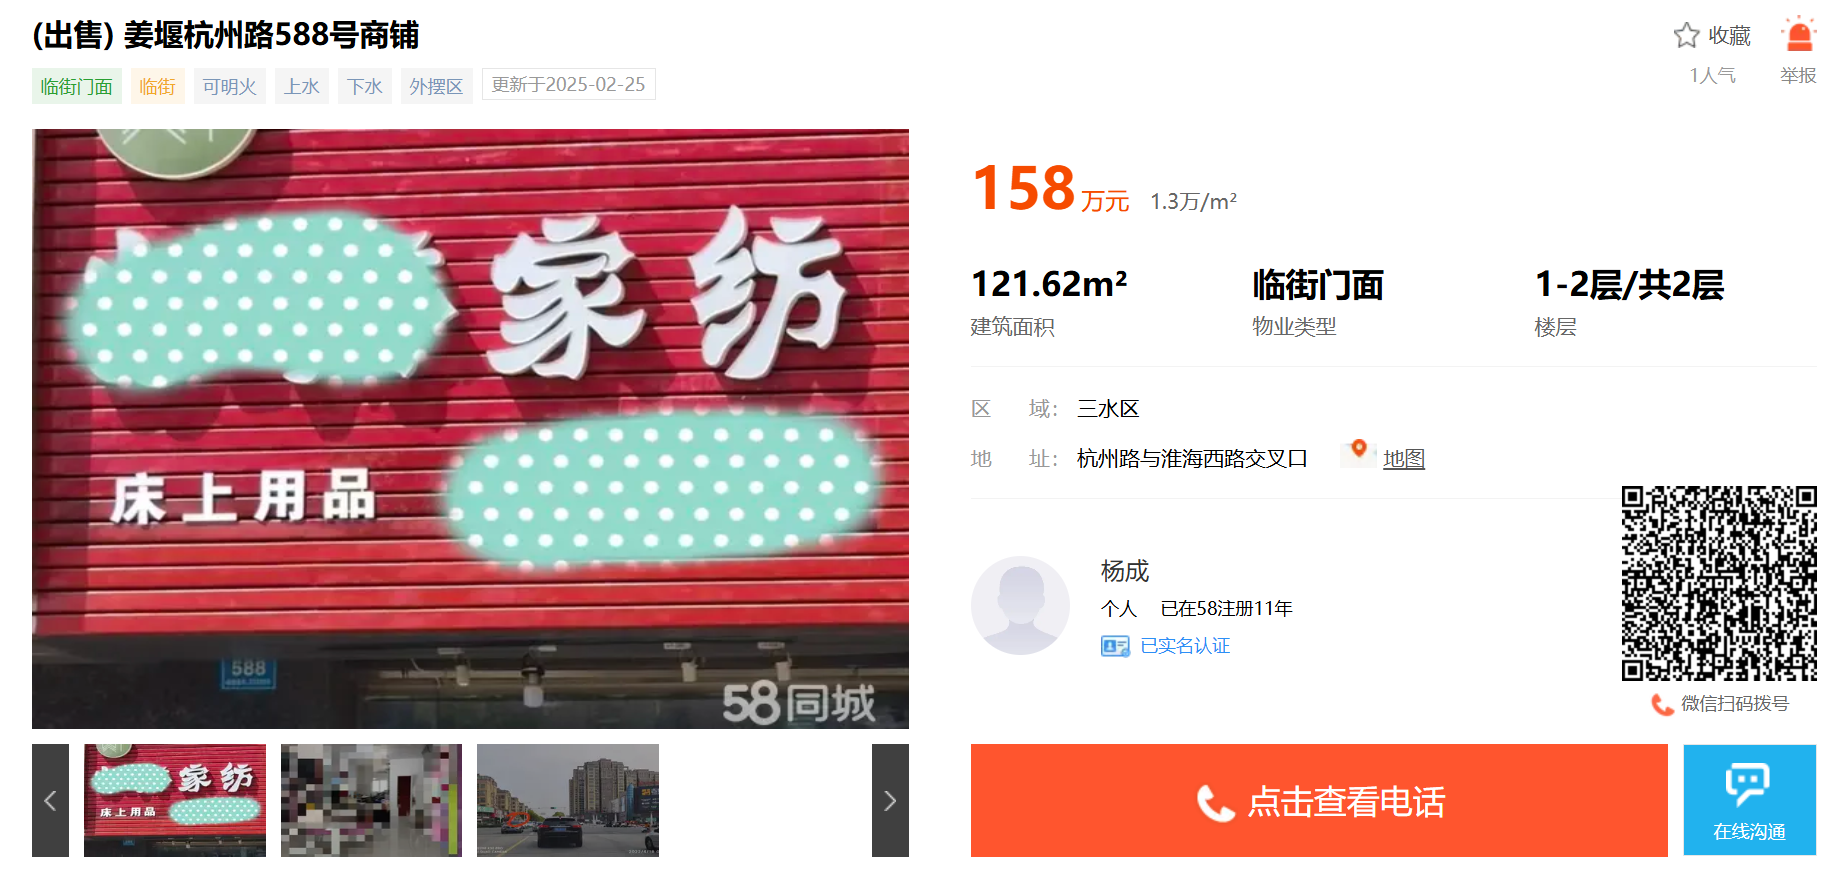 (出售) 姜堰杭州路588号商铺
临街门面
临街
可明火
上水
下水
外摆区
更新于2025-02-25
收藏
1人气
举报
家纺
床上用品
588
58同城
158万元 1.3万/m²
121.62m²
建筑面积
临街门面
物业类型
1-2层/共2层
楼层
区域： 三水区
地址： 杭州路与淮海西路交叉口
地图
杨成
个人 已在58注册11年
已实名认证
微信扫码拨号
点击查看电话
在线沟通
家纺
床上用品